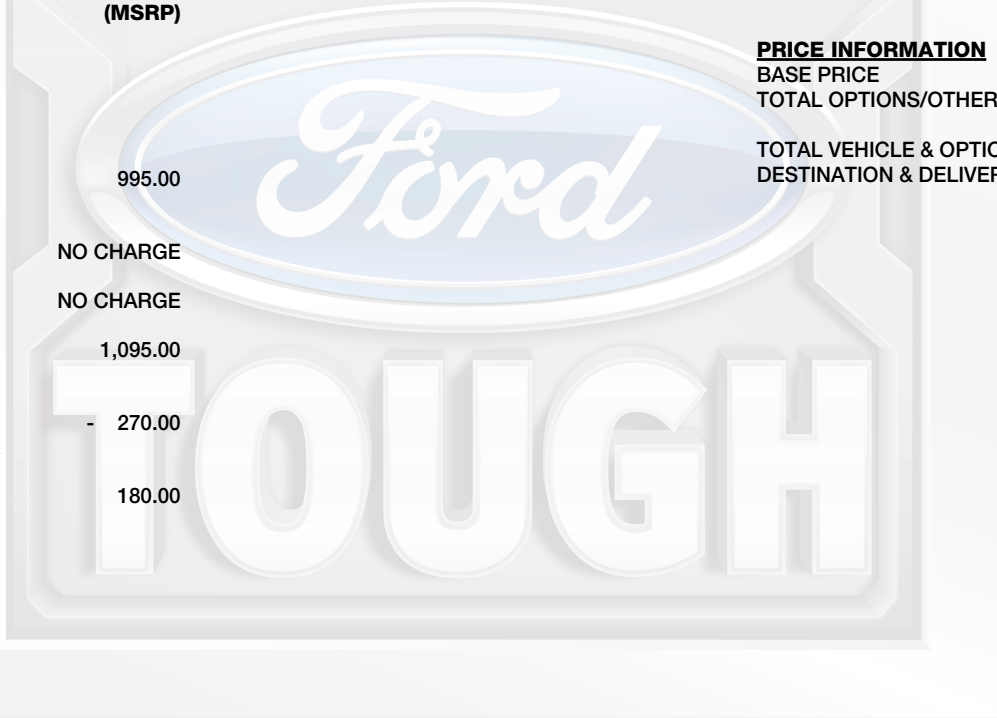 (MSRP)
995.00
NO CHARGE
NO CHARGE
1,095.00
- 270.00
180.00
PRICE INFORMATION
BASE PRICE
TOTAL OPTIONS/OTHER
TOTAL VEHICLE & OPTIO
DESTINATION & DELIVER
Ford
TOUGH